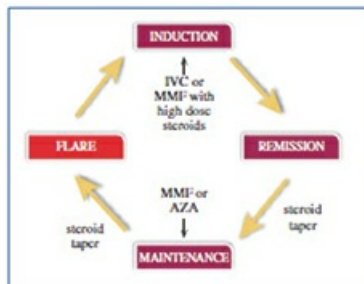 INDUCTION
IVC or
MMF with
high dose
steroids
FLARE
REMISSION
MMF or
AZA
steroid
taper
steroid
taper
MAINTENANCE